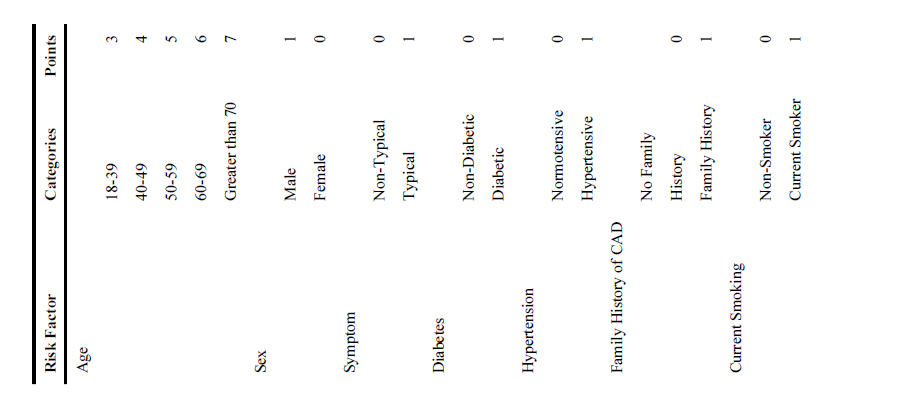 Risk Factor Categories Points
Age
18-39 3
40-49 4
50-59 5
60-69 6
Greater than 70 7
Sex
Male 1
Female 0
Symptom
Non-Typical 0
Typical 1
Diabetes
Non-Diabetic 0
Diabetic 1
Hypertension
Normotensive 0
Hypertensive 1
Family History of CAD
No Family
History 0
Family History 1
Current Smoking
Non-Smoker 0
Current Smoker 1